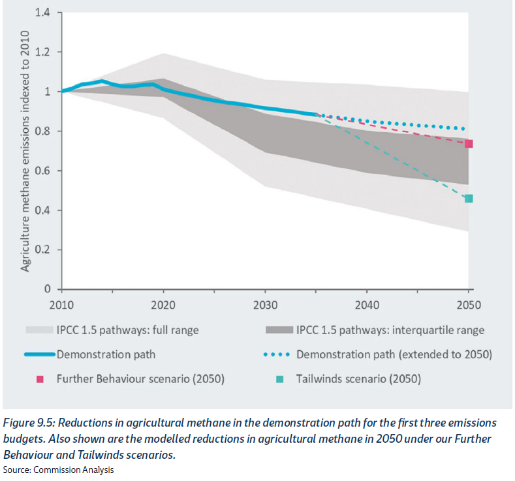 Agriculture methane emissions indexed to 2010
1.4
1.2
1
0.8
0.6
0.4
0.2
0
2010 2020 2030 2040 2050
IPCC 1.5 pathways: full range
IPCC 1.5 pathways: interquartile range
Demonstration path
Demonstration path (extended to 2050)
Further Behaviour scenario (2050)
Tailwinds scenario (2050)
Figure 9.5: Reductions in agricultural methane in the demonstration path for the first three emissions
budgets. Also shown are the modelled reductions in agricultural methane in 2050 under our Further
Behaviour and Tailwinds scenarios.
Source: Commission Analysis